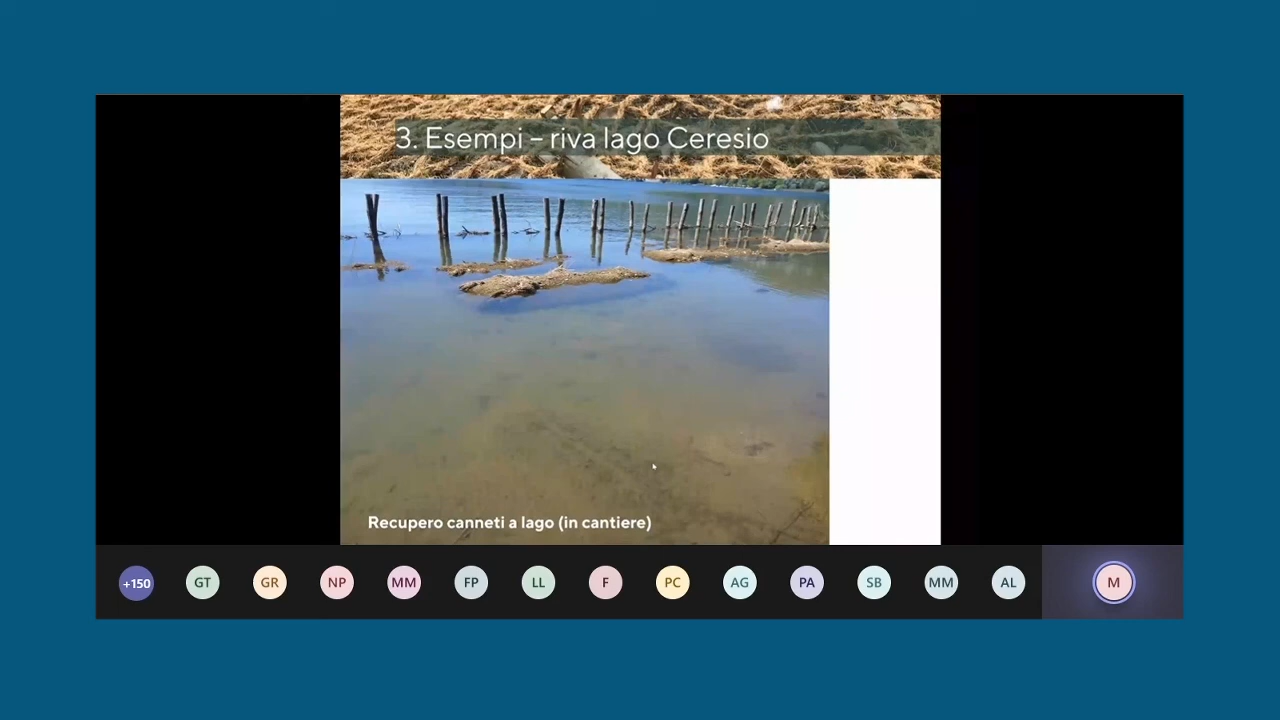 3. Esempi – riva lago Ceresio
Recupero canneti a lago (in cantiere)
+150 GT GR NP MM FP LL F PC AG PA SB MM AL M